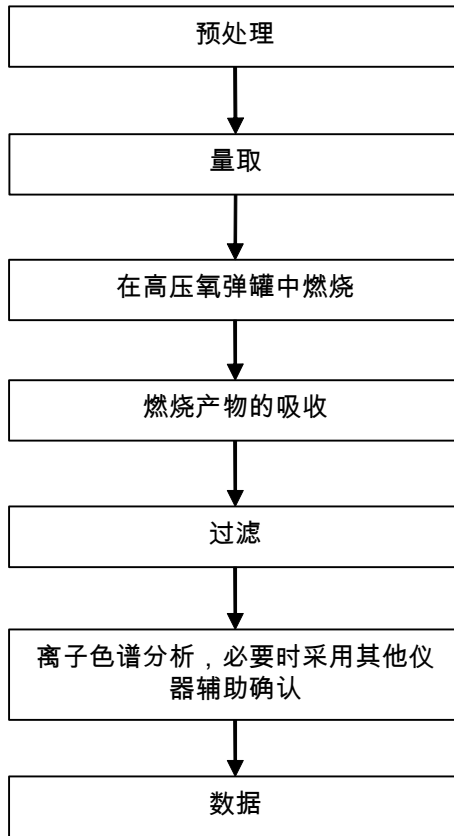 预处理
量取
在高压氧弹罐中燃烧
燃烧产物的吸收
过滤
离子色谱分析，必要时采用其他仪
器辅助确认
数据